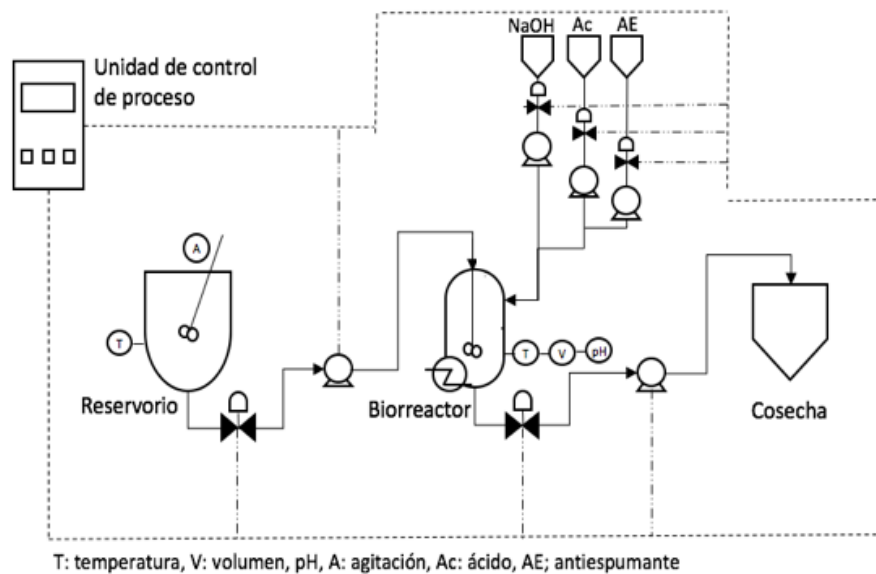 NaOH Ac AE
Unidad de control
de proceso
A
T
Reservorio
T V pH
Biorreactor
Cosecha
T: temperatura, V: volumen, pH, A: agitación, Ac: ácido, AE; antiespumante